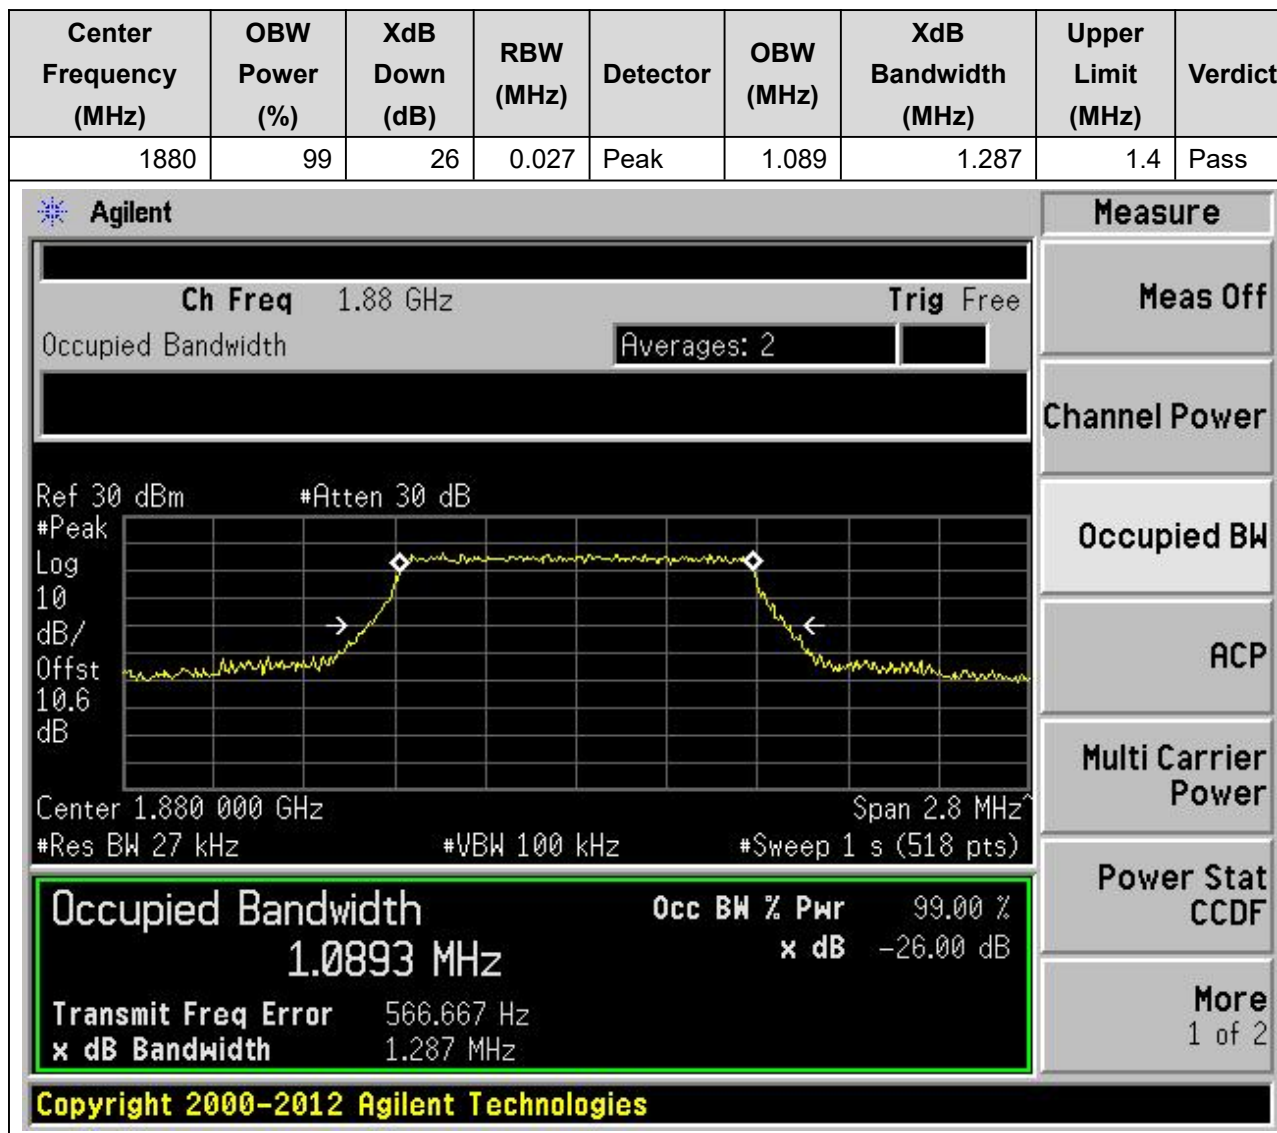 Center Frequency (MHz) OBW Power (%) XdB Down (dB) RBW (MHz) Detector OBW (MHz) XdB Bandwidth (MHz) Upper Limit (MHz) Verdict
1880 99 26 0.027 Peak 1.089 1.287 1.4 Pass
Agilent
Ch Freq 1.88 GHz Trig Free
Occupied Bandwidth Averages: 2
Ref 30 dBm #Atten 30 dB
#Peak
Log
10
dB/
Offst
10.6
dB
Center 1.880 000 GHz Span 2.8 MHz^
#Res BW 27 kHz #VBW 100 kHz #Sweep 1 s (518 pts)
Occupied Bandwidth Occ BW % Pwr 99.00 %
1.0893 MHz x dB -26.00 dB
Transmit Freq Error 566.667 Hz
x dB Bandwidth 1.287 MHz
Copyright 2000-2012 Agilent Technologies
Measure
Meas Off
Channel Power
Occupied BW
ACP
Multi Carrier
Power
Power Stat
CCDF
More
1 of 2